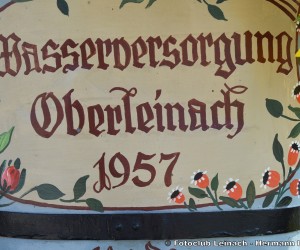 Wasserversorgung
Oberleinach
1957
© Fotoclub Leinach - Hermann